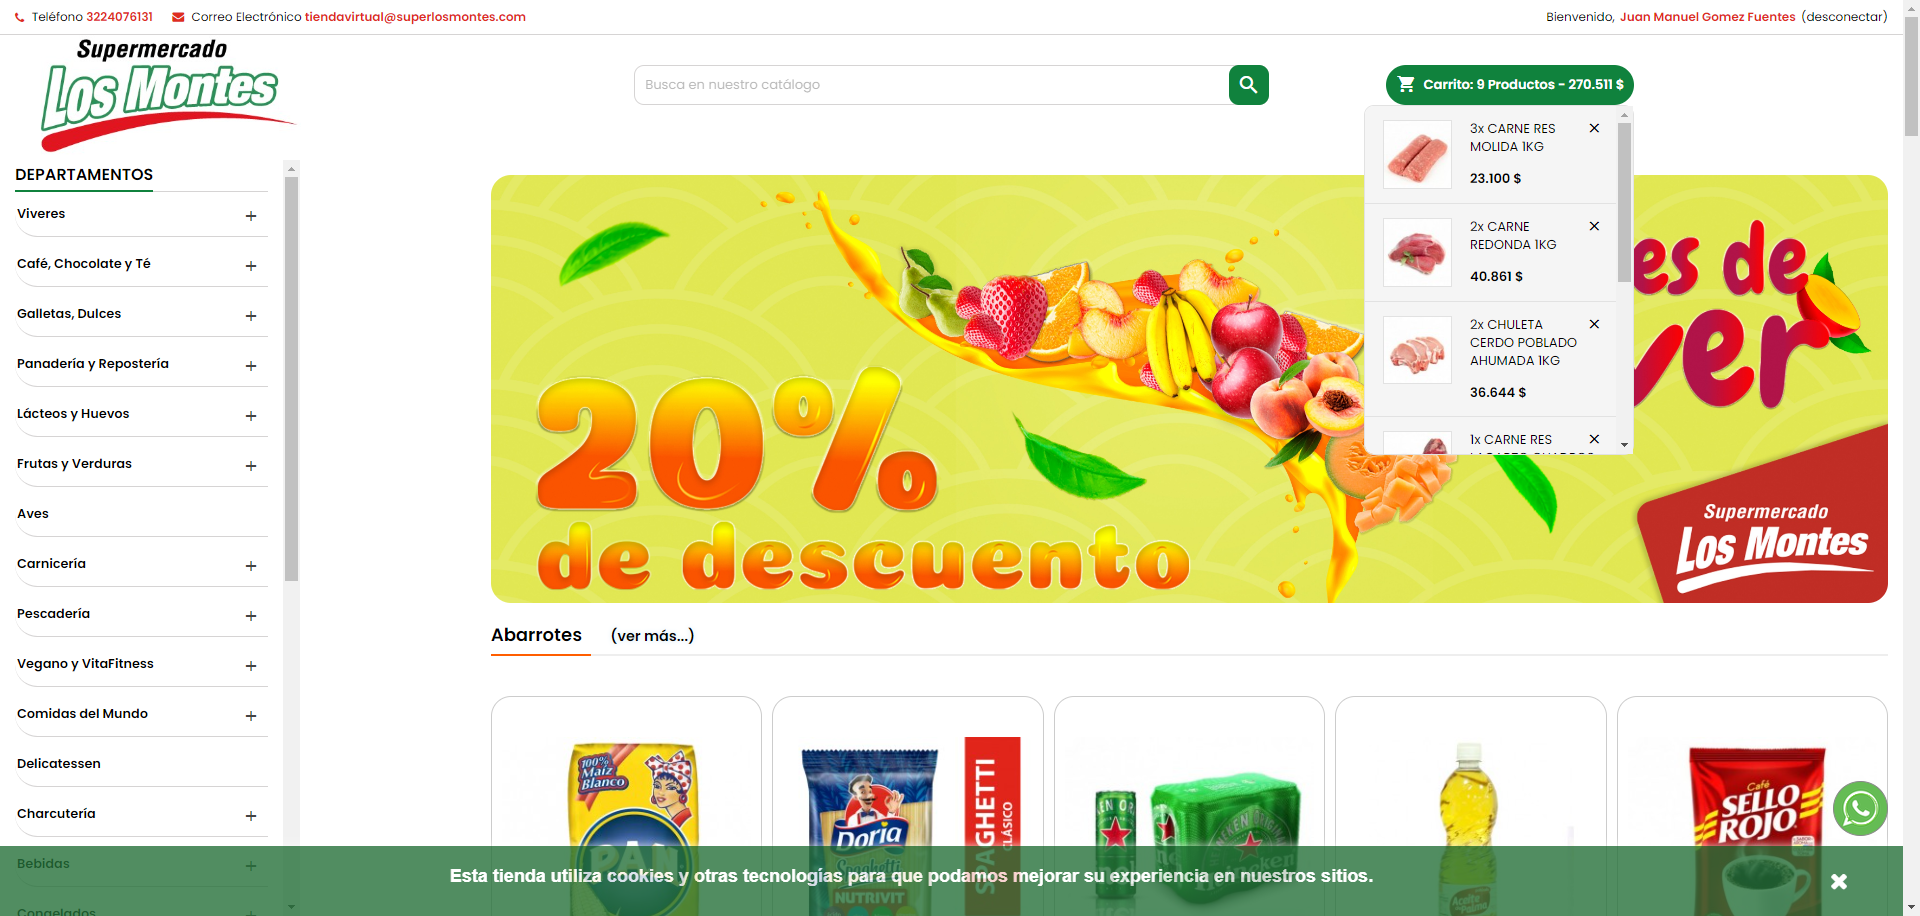 Teléfono 3224076131 Correo Electrónico tiendavirtual@superlosmontes.com
Bienvenido, Juan Manuel Gomez Fuentes (desconectar)
Supermercado
Los Montes
Busca en nuestro catálogo
Carrito: 9 Productos - 270.511 $
3x CARNE RES
MOLIDA 1KG
23.100 $
2x CARNE
REDONDA 1KG
40.861 $
2x CHULETA
CERDO POBLADO
AHUMADA 1KG
36.644 $
1x CARNE RES
DEPARTAMENTOS
Viveres
Café, Chocolate y Té
Galletas, Dulces
Panadería y Repostería
Lácteos y Huevos
Frutas y Verduras
Aves
Carnicería
Pescadería
Vegano y VitaFitness
Comidas del Mundo
Delicatessen
Charcutería
Bebidas
Congelados
es de
ver
20%
de descuento
Supermercado
Los Montes
Abarrotes (ver más...)
100%
Maíz
Blanco
PAN
Doria
Spaghetti
NUTRIVIT
SPAGHETTI
CLÁSICO
Heineken
Café
SELLO
ROJO
Esta tienda utiliza cookies y otras tecnologías para que podamos mejorar su experiencia en nuestros sitios.